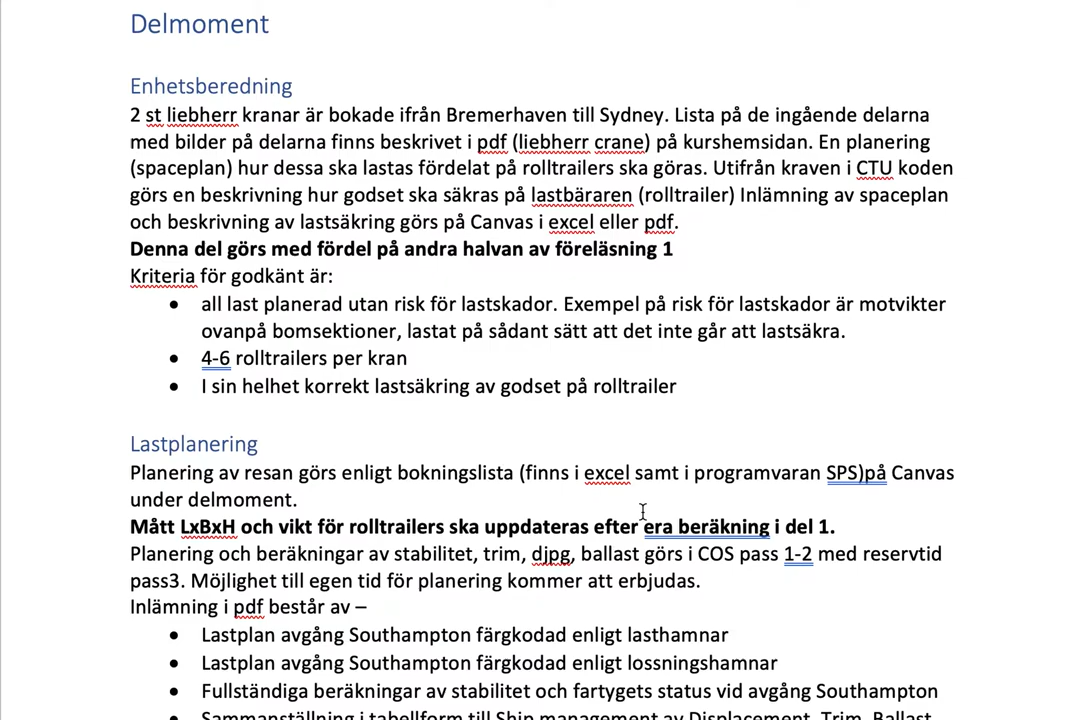 Delmoment
Enhetsberedning
2 st liebherr kranar är bokade ifrån Bremerhaven till Sydney. Lista på de ingående delarna
med bilder på delarna finns beskrivet i pdf (liebherr crane) på kurshemsidan. En planering
(spaceplan) hur dessa ska lastas fördelat på rolltrailers ska göras. Utifrån kraven i CTU koden
görs en beskrivning hur godset ska säkras på lastbäraren (rolltrailer) Inlämning av spaceplan
och beskrivning av lastsäkring görs på Canvas i excel eller pdf.
Denna del görs med fördel på andra halvan av föreläsning 1
Kriteria för godkänt är:
• all last planerad utan risk för lastskador. Exempel på risk för lastskador är motvikter
ovanpå bomsektioner, lastat på sådant sätt att det inte går att lastsäkra.
• 4-6 rolltrailers per kran
• I sin helhet korrekt lastsäkring av godset på rolltrailer
Lastplanering
Planering av resan görs enligt bokningslista (finns i excel samt i programvaran SPS)på Canvas
under delmoment.
Mått LxBxH och vikt för rolltrailers ska uppdateras efter era beräkning i del 1.
Planering och beräkningar av stabilitet, trim, djpg, ballast görs i COS pass 1-2 med reservtid
pass3. Möjlighet till egen tid för planering kommer att erbjudas.
Inlämning i pdf består av –
• Lastplan avgång Southampton färgkodad enligt lasthamnar
• Lastplan avgång Southampton färgkodad enligt lossningshamnar
• Fullständiga beräkningar av stabilitet och fartygets status vid avgång Southampton
• Sammanställning i tabellform till Ship management av Displacement, Trim, Ballast,